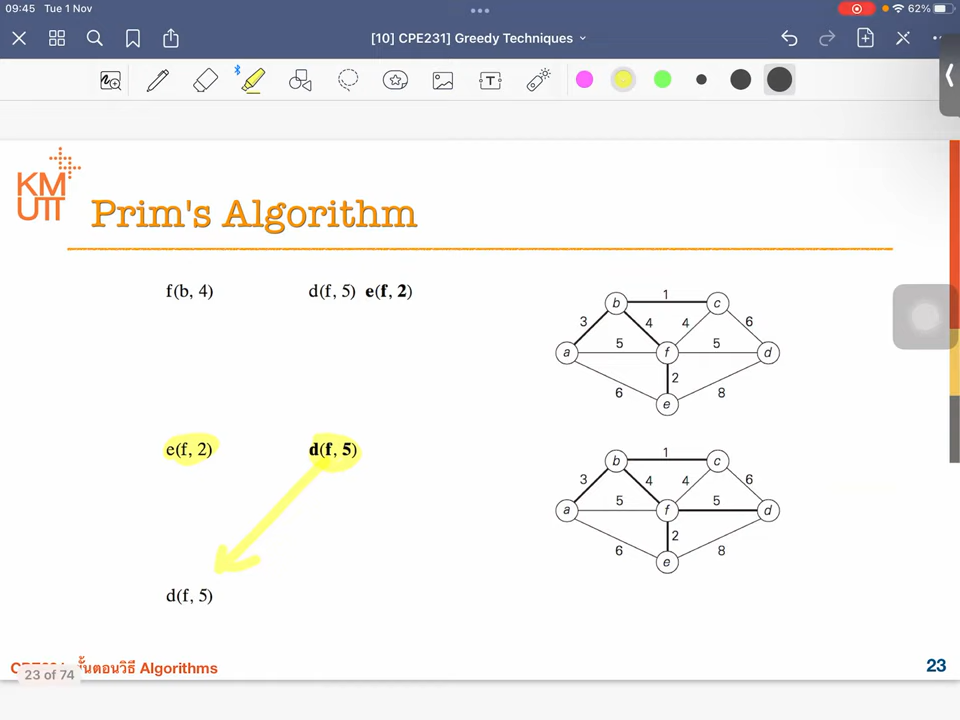 09:45 Tue 1 Nov
62%
[10] CPE231] Greedy Techniques
T
KM
UTT
Prim's Algorithm
f(b, 4) d(f, 5) e(f, 2)
1
b c
3 4 4 6
5 5
a f d
2
6 8
e
e(f, 2) d(f, 5)
1
b c
3 4 4 6
5 5
a f d
2
6 8
e
d(f, 5)
ขั้นตอนวิธี Algorithms
23 of 74
23